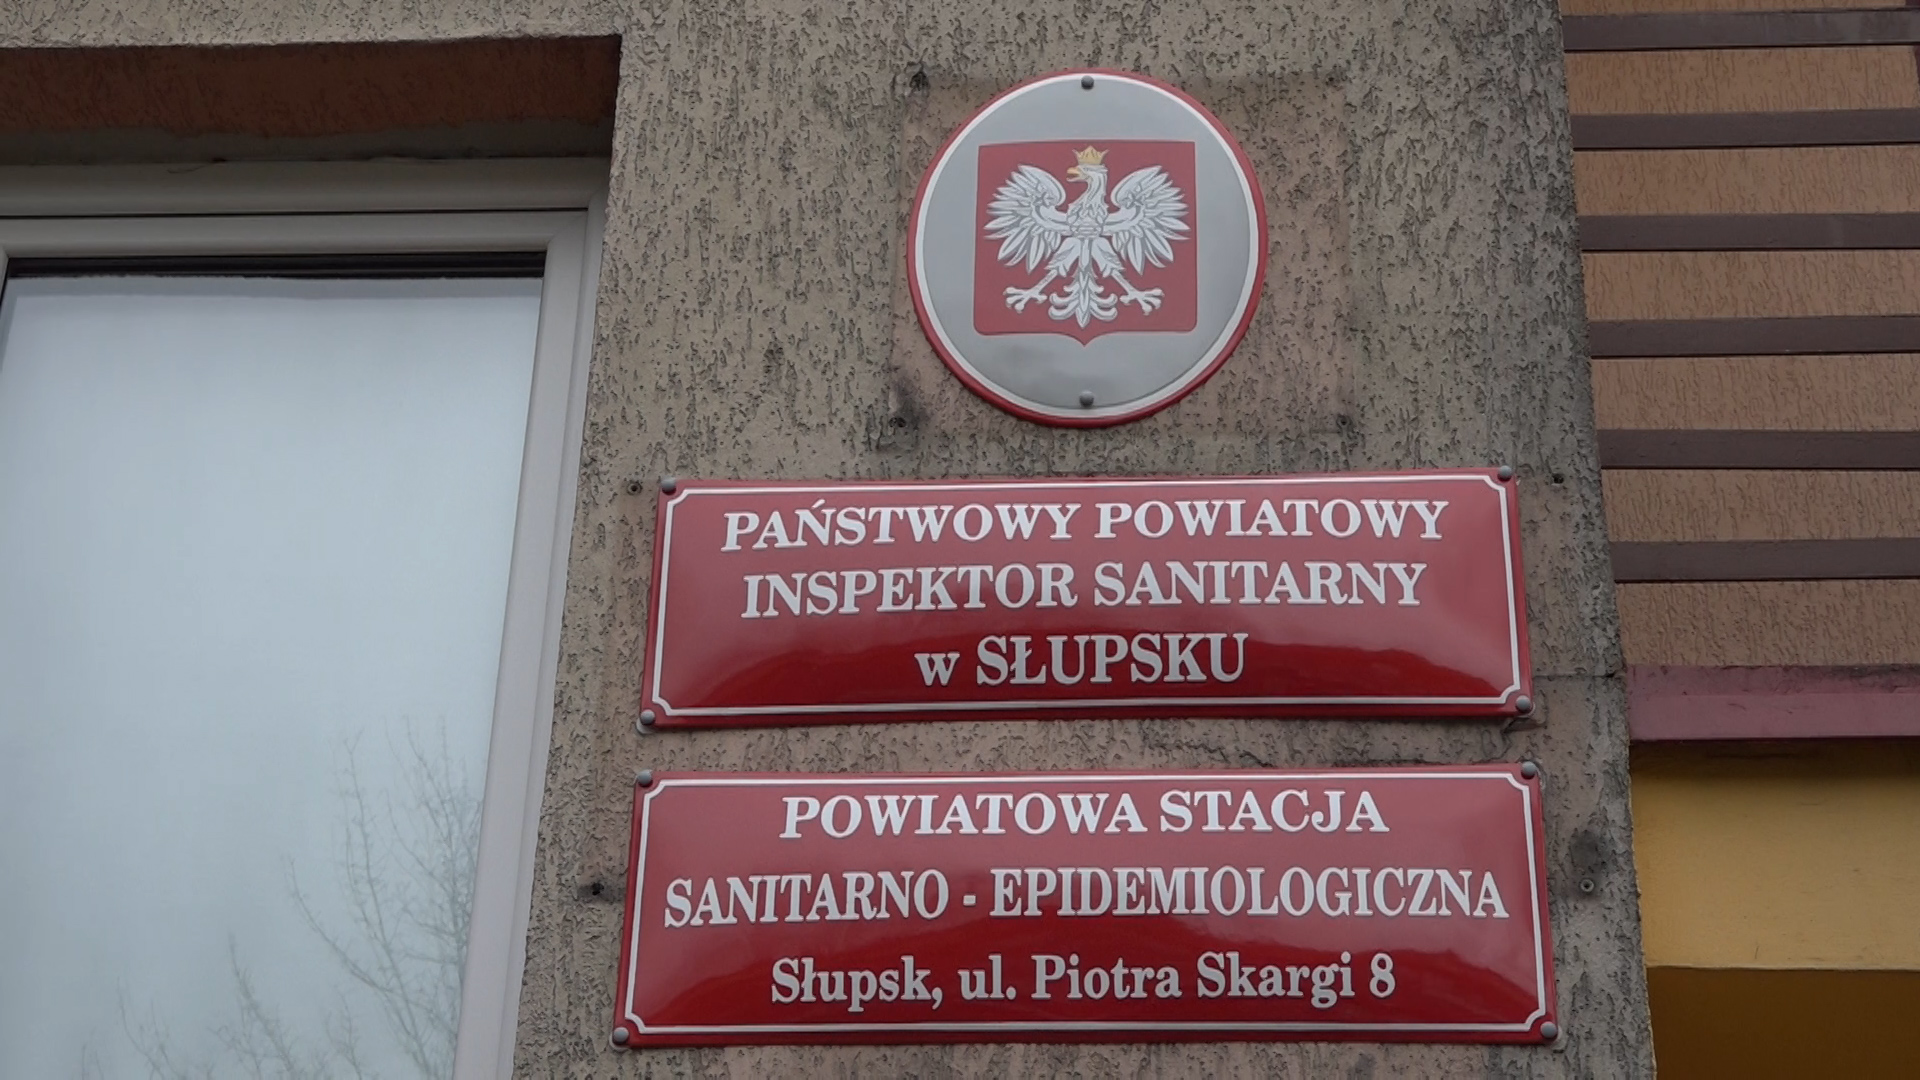 PAŃSTWOWY POWIATOWY
INSPEKTOR SANITARNY
w SŁUPSKU
POWIATOWA STACJA
SANITARNO - EPIDEMIOLOGICZNA
Słupsk, ul. Piotra Skargi 8